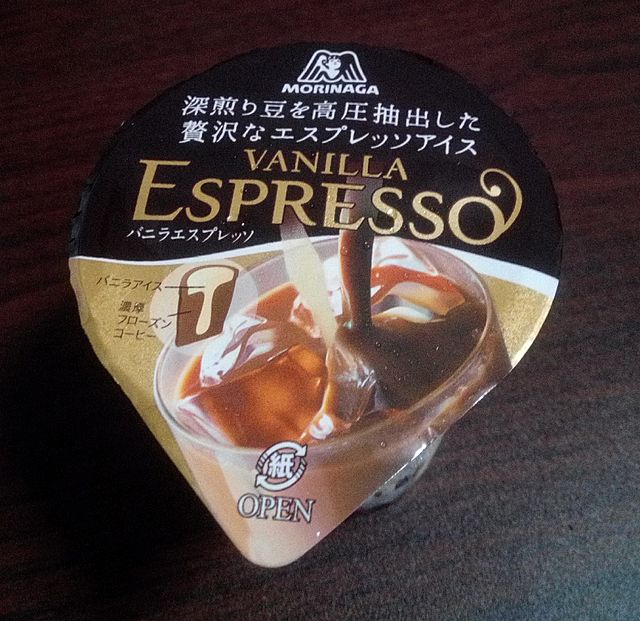 MORINAGA
深煎り豆を高圧抽出した
贅沢なエスプレッソアイス
VANILLA
ESPRESSO
バニラエスプレッソ
バニラアイス
濃厚
フローズン
コーヒー
紙
OPEN